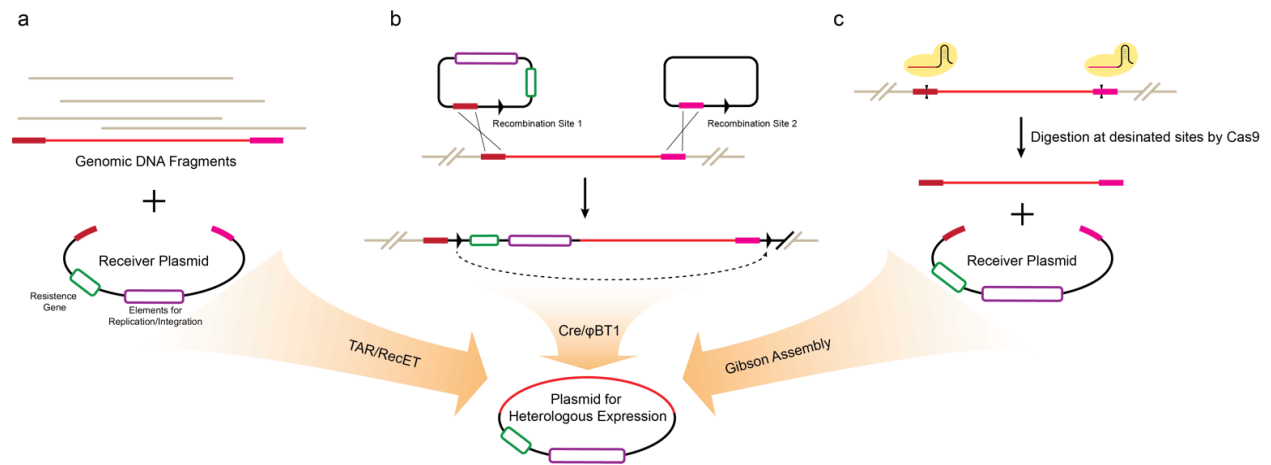 a
Genomic DNA Fragments
Receiver Plasmid
Resistence
Gene
Elements for
Replication/Integration
TAR/RecET
b
Recombination Site 1
Recombination Site 2
Cre/φBT1
c
Digestion at desinated sites by Cas9
Receiver Plasmid
Gibson Assembly
Plasmid for
Heterologous Expression